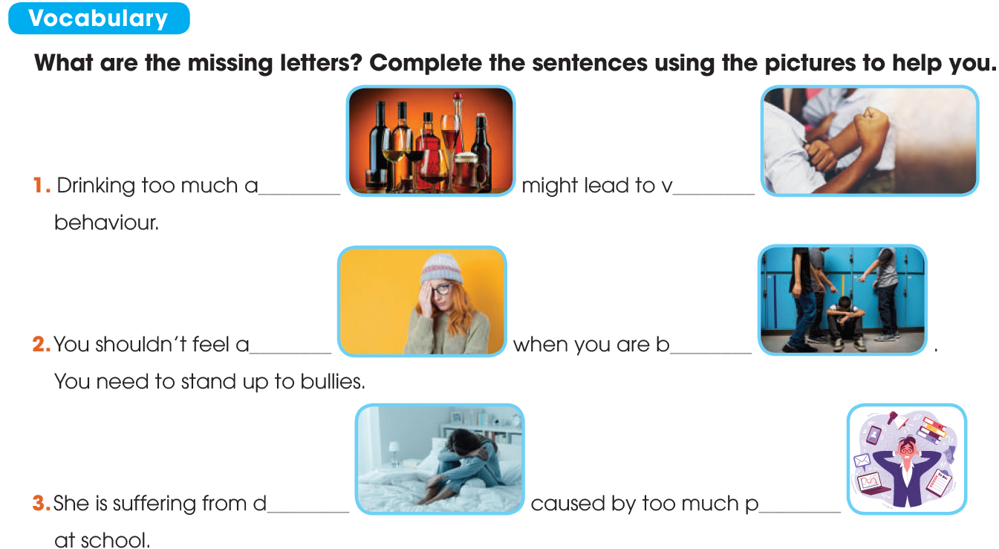 Vocabulary
What are the missing letters? Complete the sentences using the pictures to help you.
1. Drinking too much a________ might lead to v________
behaviour.
2. You shouldn't feel a________ when you are b________ .
You need to stand up to bullies.
3. She is suffering from d________ caused by too much p________
at school.